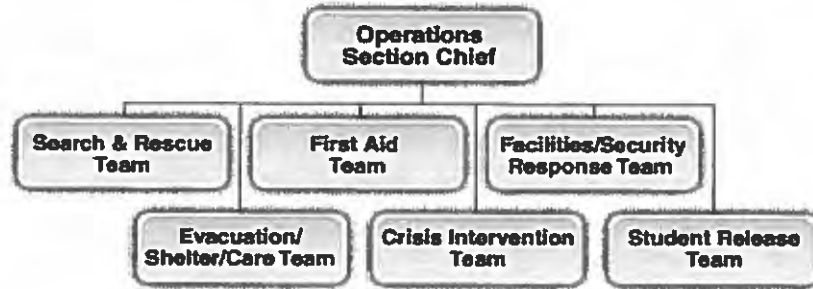 Operations
Section Chief
Search & Rescue
Team
First Aid
Team
Facilities/Security
Response Team
Evacuation/
Shelter/Care Team
Crisis Intervention
Team
Student Release
Team